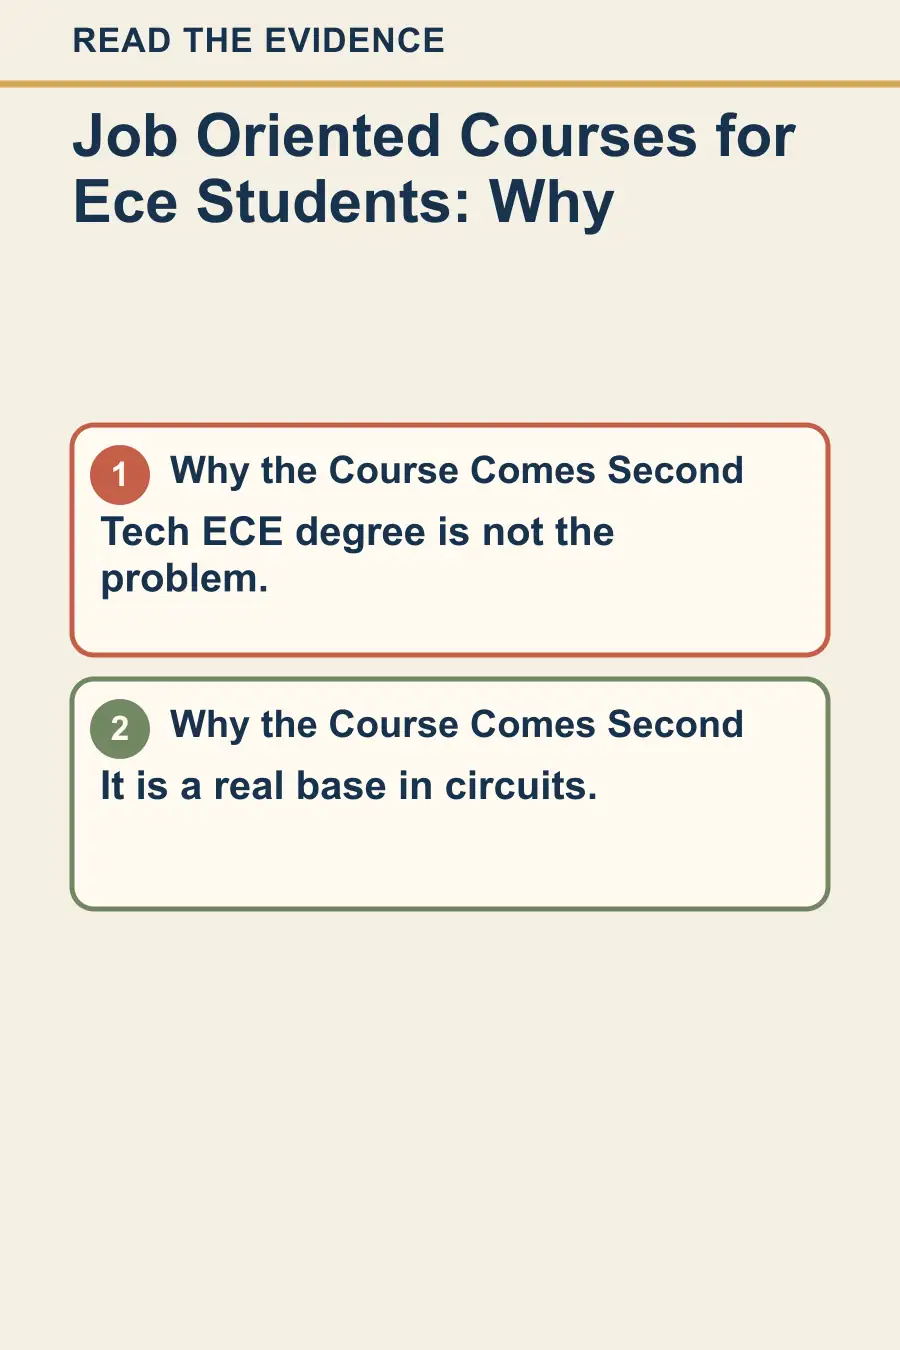 READ THE EVIDENCE
Job Oriented Courses for
Ece Students: Why
1 Why the Course Comes Second
Tech ECE degree is not the
problem.
2 Why the Course Comes Second
It is a real base in circuits.